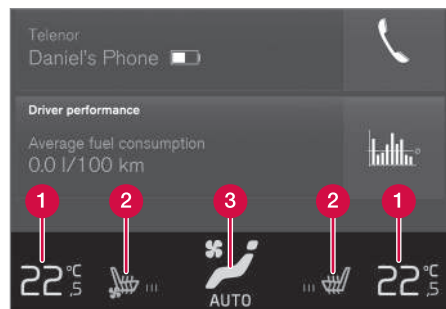 Telenor
Daniel's Phone
Driver performance
Average fuel consumption
0.0 l/100 km
1 2 3 2 1
22 °C ,5 22 °C ,5
AUTO